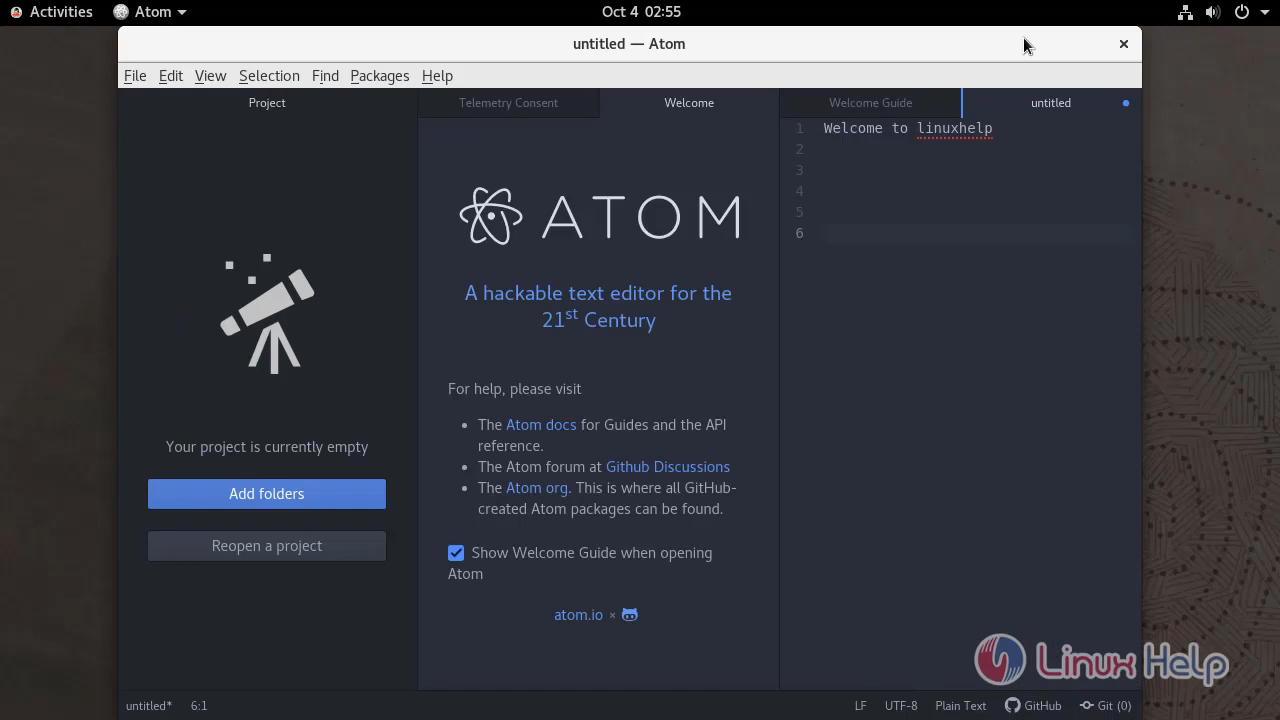 Activities
Atom
Oct 4 02:55
untitled — Atom
File Edit View Selection Find Packages Help
Project
Telemetry Consent
Welcome
Welcome Guide
untitled
1 Welcome to linuxhelp
2
3
4
5
6
ATOM
A hackable text editor for the
21st Century
For help, please visit
• The Atom docs for Guides and the API
reference.
• The Atom forum at Github Discussions
• The Atom org. This is where all GitHub-
created Atom packages can be found.
Show Welcome Guide when opening
Atom
atom.io ×
Your project is currently empty
Add folders
Reopen a project
Linux Help
untitled* 6:1
LF UTF-8 Plain Text GitHub Git (0)